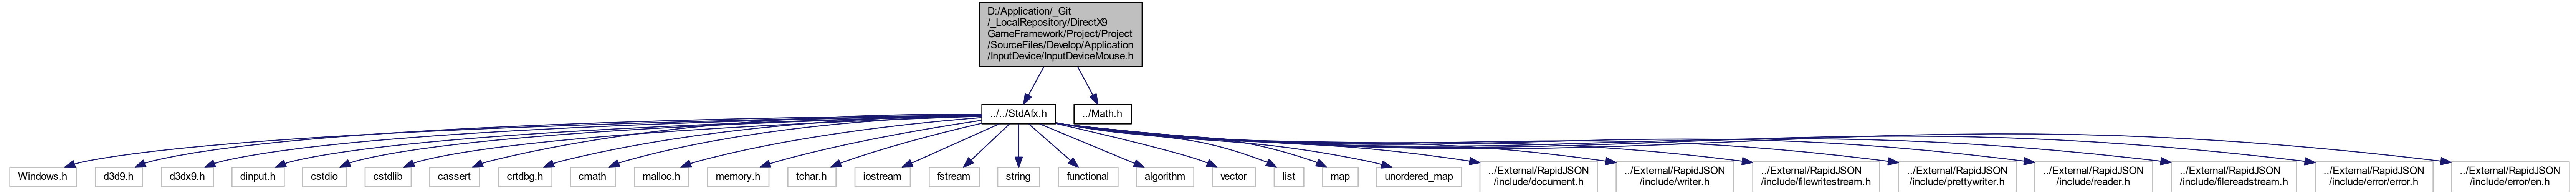 D:/Application/_Git
/_LocalRepository/DirectX9
GameFramework/Project/Project
/SourceFiles/Develop/Application
/InputDevice/InputDeviceMouse.h
../../StdAfx.h
../Math.h
Windows.h
d3d9.h
d3dx9.h
dinput.h
cstdio
cstdlib
cassert
crtdbg.h
cmath
malloc.h
memory.h
tchar.h
iostream
fstream
string
functional
algorithm
vector
list
map
unordered_map
../External/RapidJSON
/include/document.h
../External/RapidJSON
/include/writer.h
../External/RapidJSON
/include/filewritestream.h
../External/RapidJSON
/include/prettywriter.h
../External/RapidJSON
/include/reader.h
../External/RapidJSON
/include/filereadstream.h
../External/RapidJSON
/include/error/error.h
../External/RapidJSON
/include/error/en.h